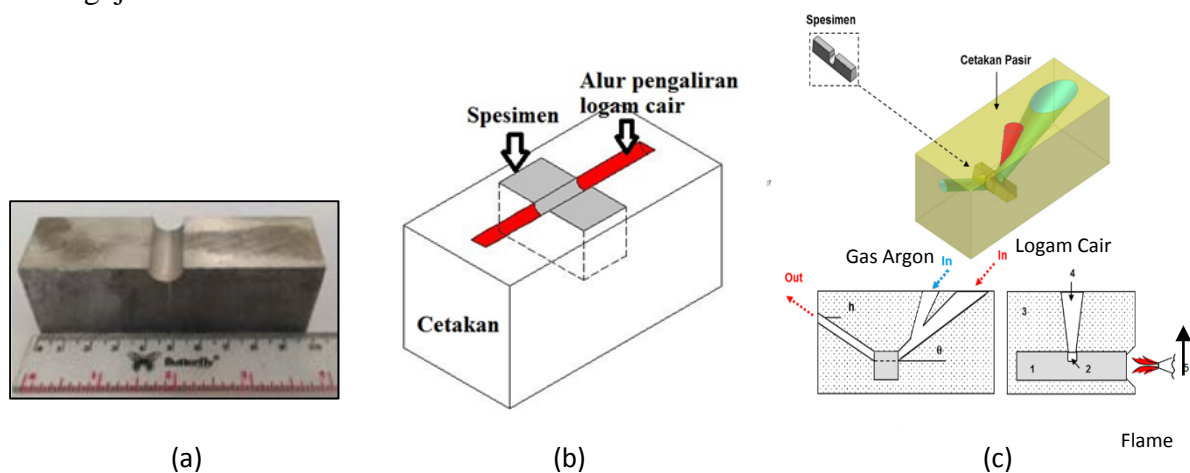 Spesimen
Cetakan Pasir
Alur pengaliran
logam cair
Spesimen
Cetakan
Butterfly
Gas Argon
Logam Cair
In
In
Out
h
θ
4
3
1
2
5
Flame
(a)
(b)
(c)